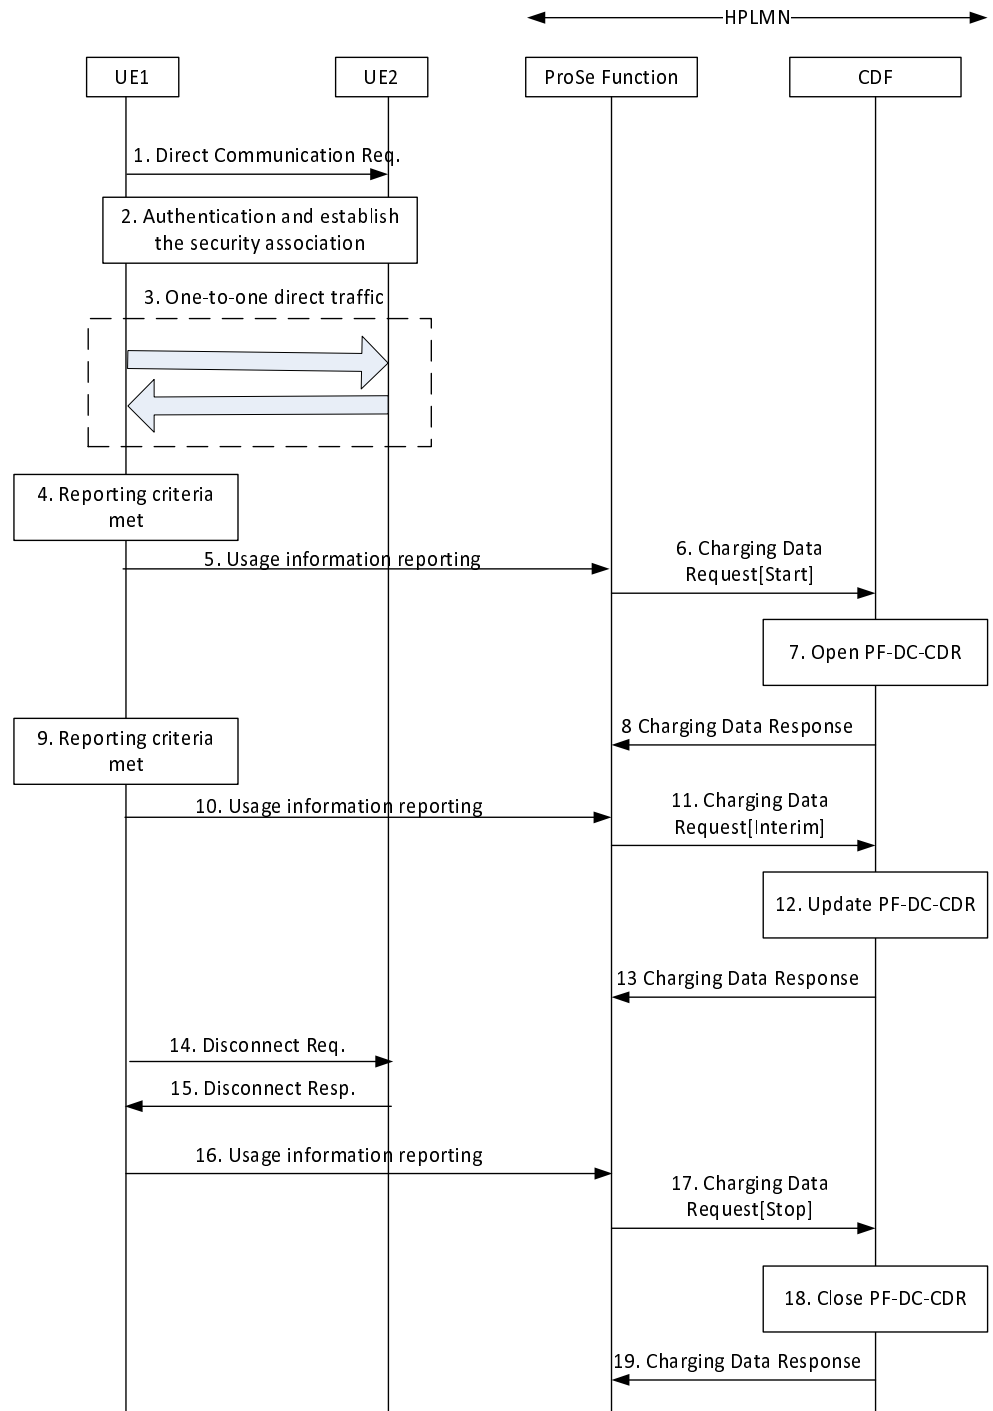 HPLMN
UE1
UE2
ProSe Function
CDF
1. Direct Communication Req.
2. Authentication and establish
the security association
3. One-to-one direct traffic
4. Reporting criteria
met
5. Usage information reporting
6. Charging Data
Request[Start]
7. Open PF-DC-CDR
8 Charging Data Response
9. Reporting criteria
met
10. Usage information reporting
11. Charging Data
Request[Interim]
12. Update PF-DC-CDR
13 Charging Data Response
14. Disconnect Req.
15. Disconnect Resp.
16. Usage information reporting
17. Charging Data
Request[Stop]
18. Close PF-DC-CDR
19. Charging Data Response